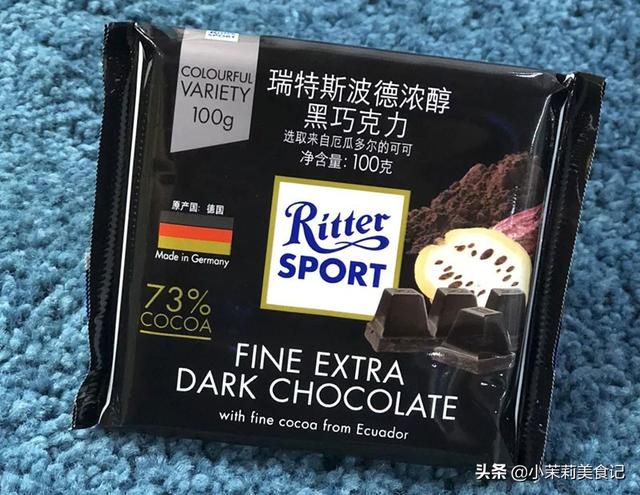 COLOURFUL
VARIETY
100g
瑞特斯波德浓醇
黑巧克力
选取来自厄瓜多尔的可可
净含量: 100克
原产国: 德国
Made in Germany
Ritter
SPORT
73%
COCOA
FINE EXTRA
DARK CHOCOLATE
with fine cocoa from Ecuador
头条 @小茉莉美食记